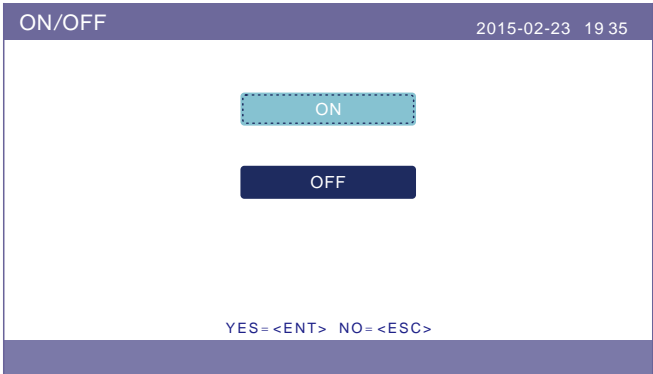 ON/OFF
2015-02-23 19 35
ON
OFF
YES=<ENT> NO=<ESC>